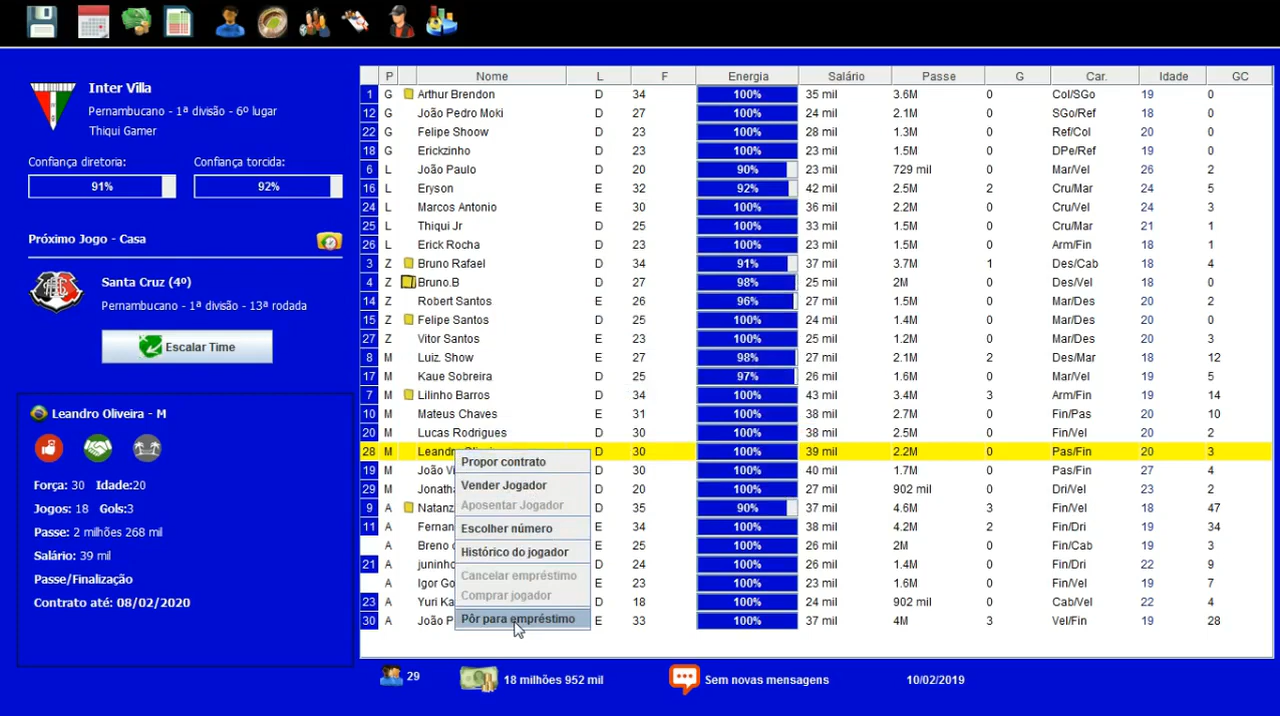 Inter Villa
Pernambucano - 1ª divisão - 6º lugar
Thiqui Gamer
Confiança diretoria: Confiança torcida:
91% 92%
Próximo Jogo - Casa
Santa Cruz (4º)
Pernambucano - 1ª divisão - 13ª rodada
Escalar Time
Leandro Oliveira - M
Força: 30 Idade:20
Jogos: 18 Gols:3
Passe: 2 milhões 268 mil
Salário: 39 mil
Passe/Finalização
Contrato até: 08/02/2020
P Nome L F Energia Salário Passe G Car. Idade GC
1 G Arthur Brendon D 34 100% 35 mil 3.6M 0 Col/SGo 19 0
12 G João Pedro Moki D 27 100% 24 mil 2.1M 0 SGo/Ref 18 0
22 G Felipe Shoow D 23 100% 28 mil 1.3M 0 Ref/Col 20 0
18 G Erickzinho D 23 100% 23 mil 1.5M 0 DPe/Ref 19 0
6 L João Paulo D 20 90% 23 mil 729 mil 0 Mar/Vel 26 2
16 L Eryson E 32 92% 42 mil 2.5M 2 Cru/Mar 24 5
24 L Marcos Antonio E 30 100% 36 mil 2.2M 0 Cru/Vel 24 3
25 L Thiqui Jr D 25 100% 33 mil 1.5M 0 Cru/Mar 21 1
26 L Erick Rocha D 23 100% 23 mil 1.5M 0 Arm/Fin 18 1
3 Z Bruno Rafael D 34 91% 37 mil 3.7M 1 Des/Cab 18 4
4 Z Bruno.B D 27 98% 25 mil 2M 0 Des/Vel 18 0
14 Z Robert Santos E 26 96% 27 mil 1.5M 0 Mar/Des 20 2
15 Z Felipe Santos D 25 100% 24 mil 1.4M 0 Mar/Des 20 0
27 Z Vitor Santos E 23 100% 28 mil 1.2M 0 Mar/Des 20 3
8 M Luiz. Show E 27 98% 27 mil 2.1M 2 Des/Mar 18 12
17 M Kaue Sobreira D 25 97% 26 mil 1.6M 0 Mar/Vel 19 5
7 M Lilinho Barros D 34 100% 43 mil 3.4M 3 Arm/Fin 19 14
10 M Mateus Chaves E 31 100% 38 mil 2.7M 0 Fin/Pas 20 10
20 M Lucas Rodrigues D 30 100% 38 mil 2.5M 0 Fin/Vel 20 2
28 M D 30 100% 39 mil 2.2M 0 Pas/Fin 20 3
19 M João D 30 100% 40 mil 1.7M 0 Pas/Fin 27 4
29 M Jonath D 20 100% 17 mil 902 mil 0 Dri/Vel 23 2
9 A Natanz D 35 90% 37 mil 4.6M 3 Fin/Vel 18 47
11 A Fernan E 34 100% 38 mil 4.2M 2 Fin/Dri 19 34
A Breno E 25 100% 26 mil 2M 0 Fin/Cab 19 3
21 A juninh D 24 100% 26 mil 1.3M 0 Fin/Dri 22 9
A Igor Go E 23 100% 23 mil 1.6M 0 Fin/Vel 19 7
23 A Yuri Ka D 18 100% 24 mil 902 mil 0 Cab/Vel 22 4
30 A João P E 33 100% 37 mil 4M 3 Vel/Fin 19 28
Propor contrato
Vender Jogador
Aposentar Jogador
Escolher número
Histórico do jogador
Cancelar empréstimo
Comprar jogador
Pôr para empréstimo
29 18 milhões 952 mil Sem novas mensagens 10/02/2019